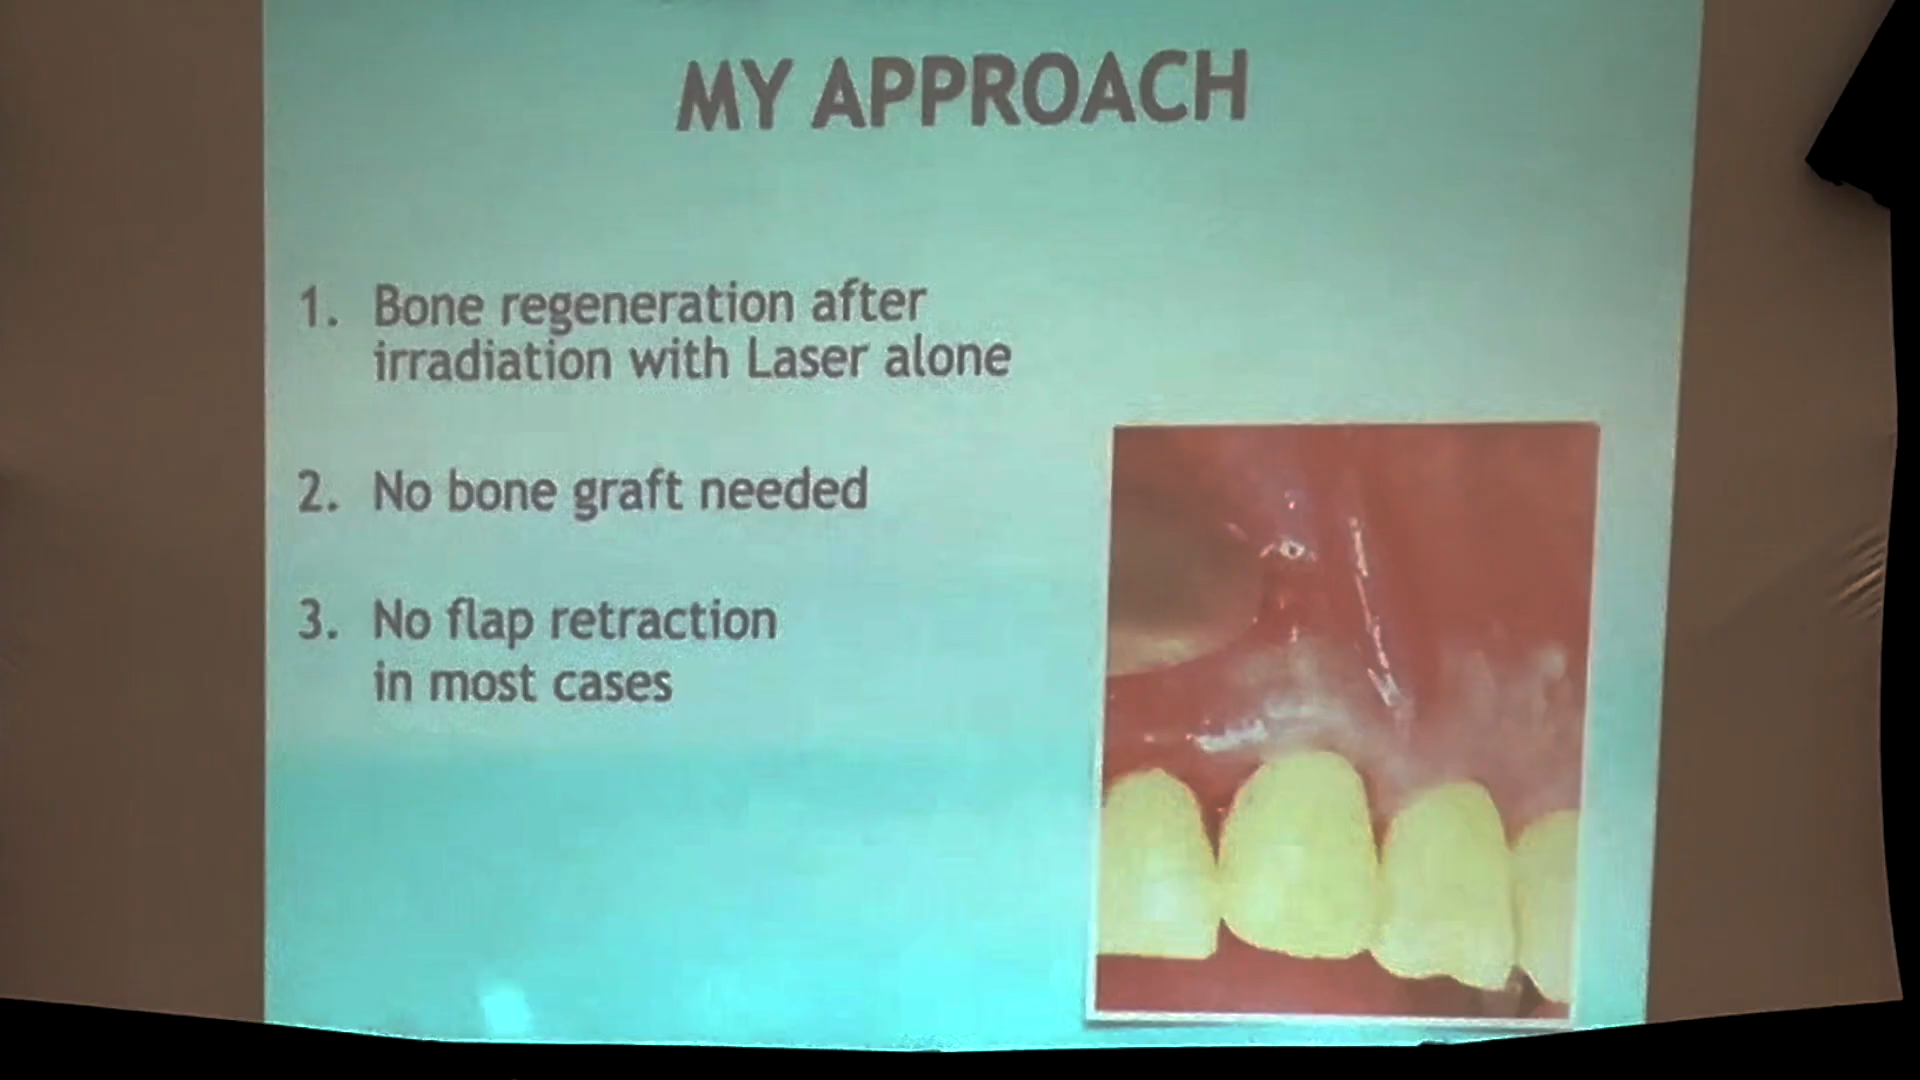 MY APPROACH
1. Bone regeneration after
irradiation with Laser alone
2. No bone graft needed
3. No flap retraction
in most cases